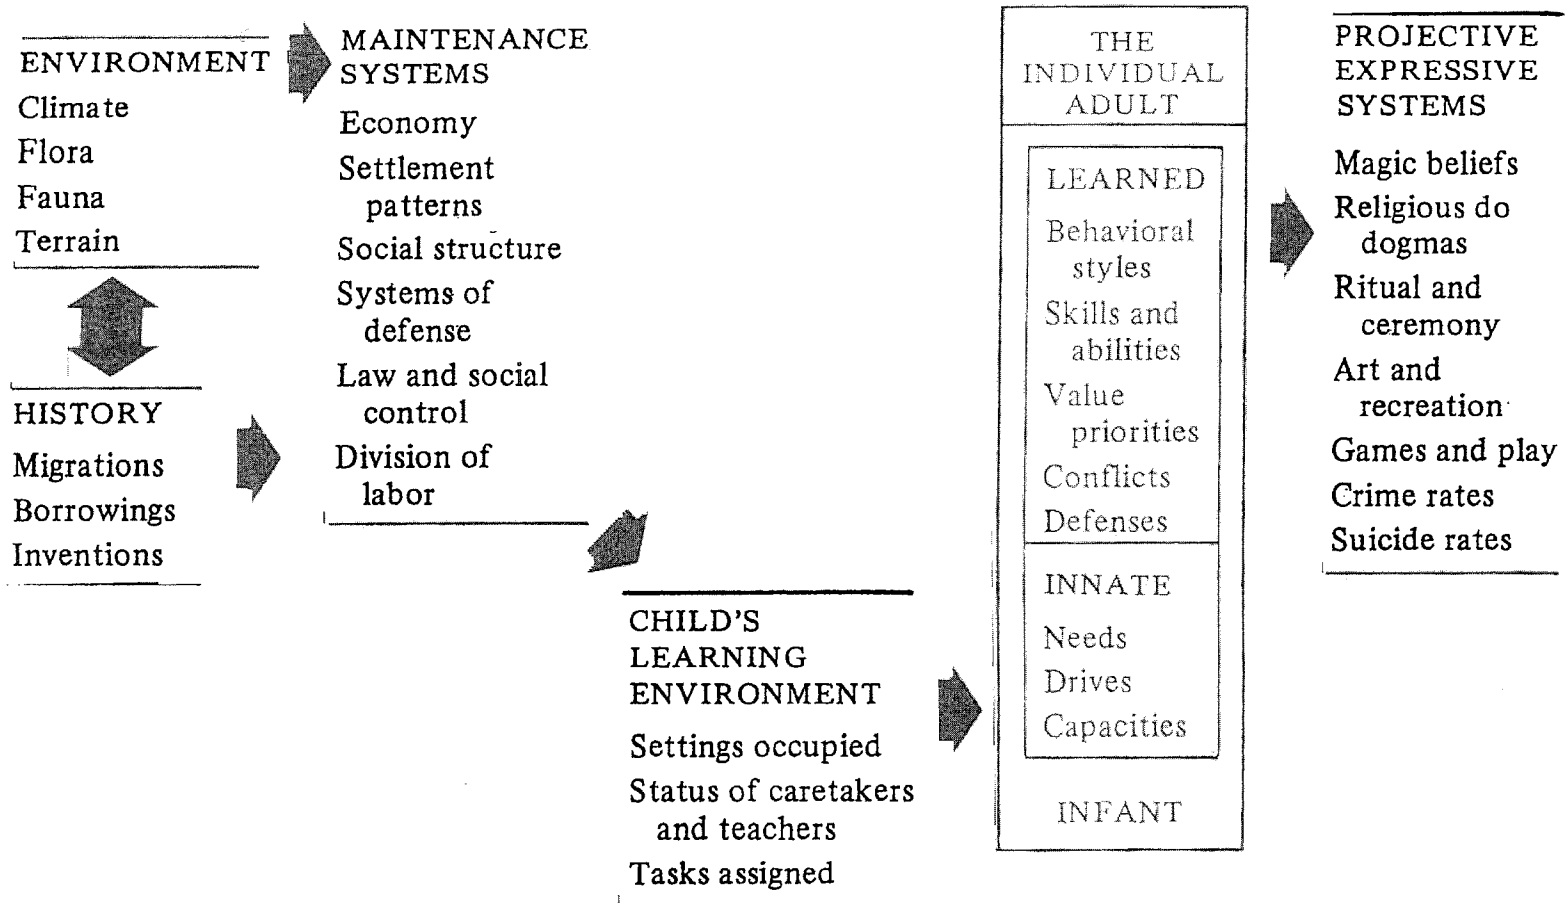 ENVIRONMENT
Climate
Flora
Fauna
Terrain
HISTORY
Migrations
Borrowings
Inventions
MAINTENANCE
SYSTEMS
Economy
Settlement
patterns
Social structure
Systems of
defense
Law and social
control
Division of
labor
CHILD'S
LEARNING
ENVIRONMENT
Settings occupied
Status of caretakers
and teachers
Tasks assigned
THE
INDIVIDUAL
ADULT
LEARNED
Behavioral
styles
Skills and
abilities
Value
priorities
Conflicts
Defenses
INNATE
Needs
Drives
Capacities
INFANT
PROJECTIVE
EXPRESSIVE
SYSTEMS
Magic beliefs
Religious do
dogmas
Ritual and
ceremony
Art and
recreation
Games and play
Crime rates
Suicide rates